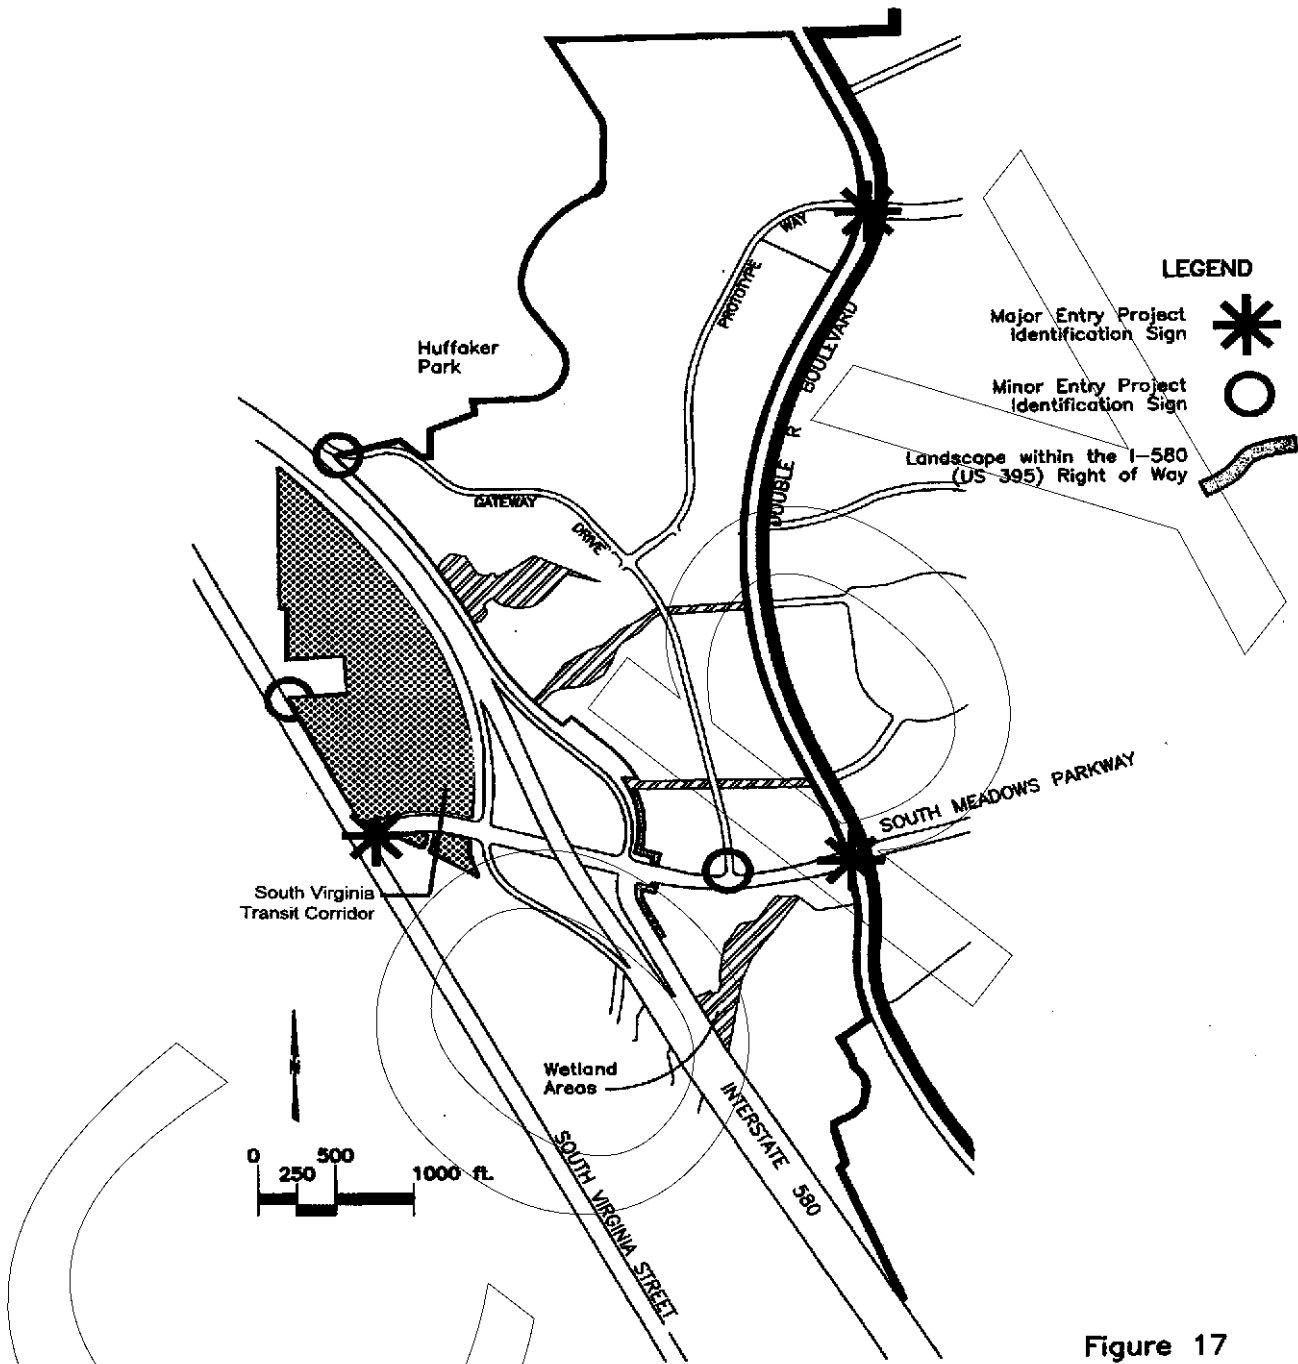 WAY
PROTOTYPE
LEGEND
Major Entry Project
Identification Sign
BOULEVARD
Huffaker
Park
Minor Entry Project
Identification Sign
R
Landscape within the I-580
(US 395) Right of Way
DOUBLE
GATEWAY
DRIVE
SOUTH MEADOWS PARKWAY
South Virginia
Transit Corridor
N
Wetland
Areas
INTERSTATE 580
SOUTH VIRGINIA STREET
0 500
250 1000 ft.
Figure 17